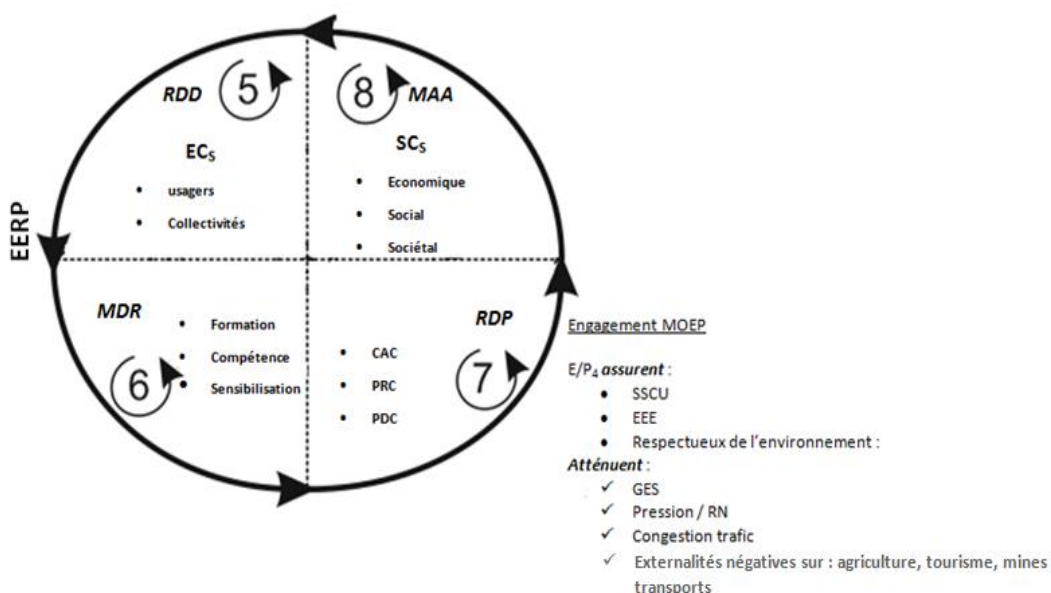 RDD
5
8
MAA
ECS
usagers
Collectivités
SCS
Economique
Social
Sociétal
EERP
MDR
6
Formation
Compétence
Sensibilisation
RDP
7
CAC
PRC
PDC
Engagement MOEP
E/P4 assurent :
SSCU
EEE
Respectueux de l'environnement :
Atténuent :
GES
Pression / RN
Congestion trafic
Externalités négatives sur : agriculture, tourisme, mines
transports